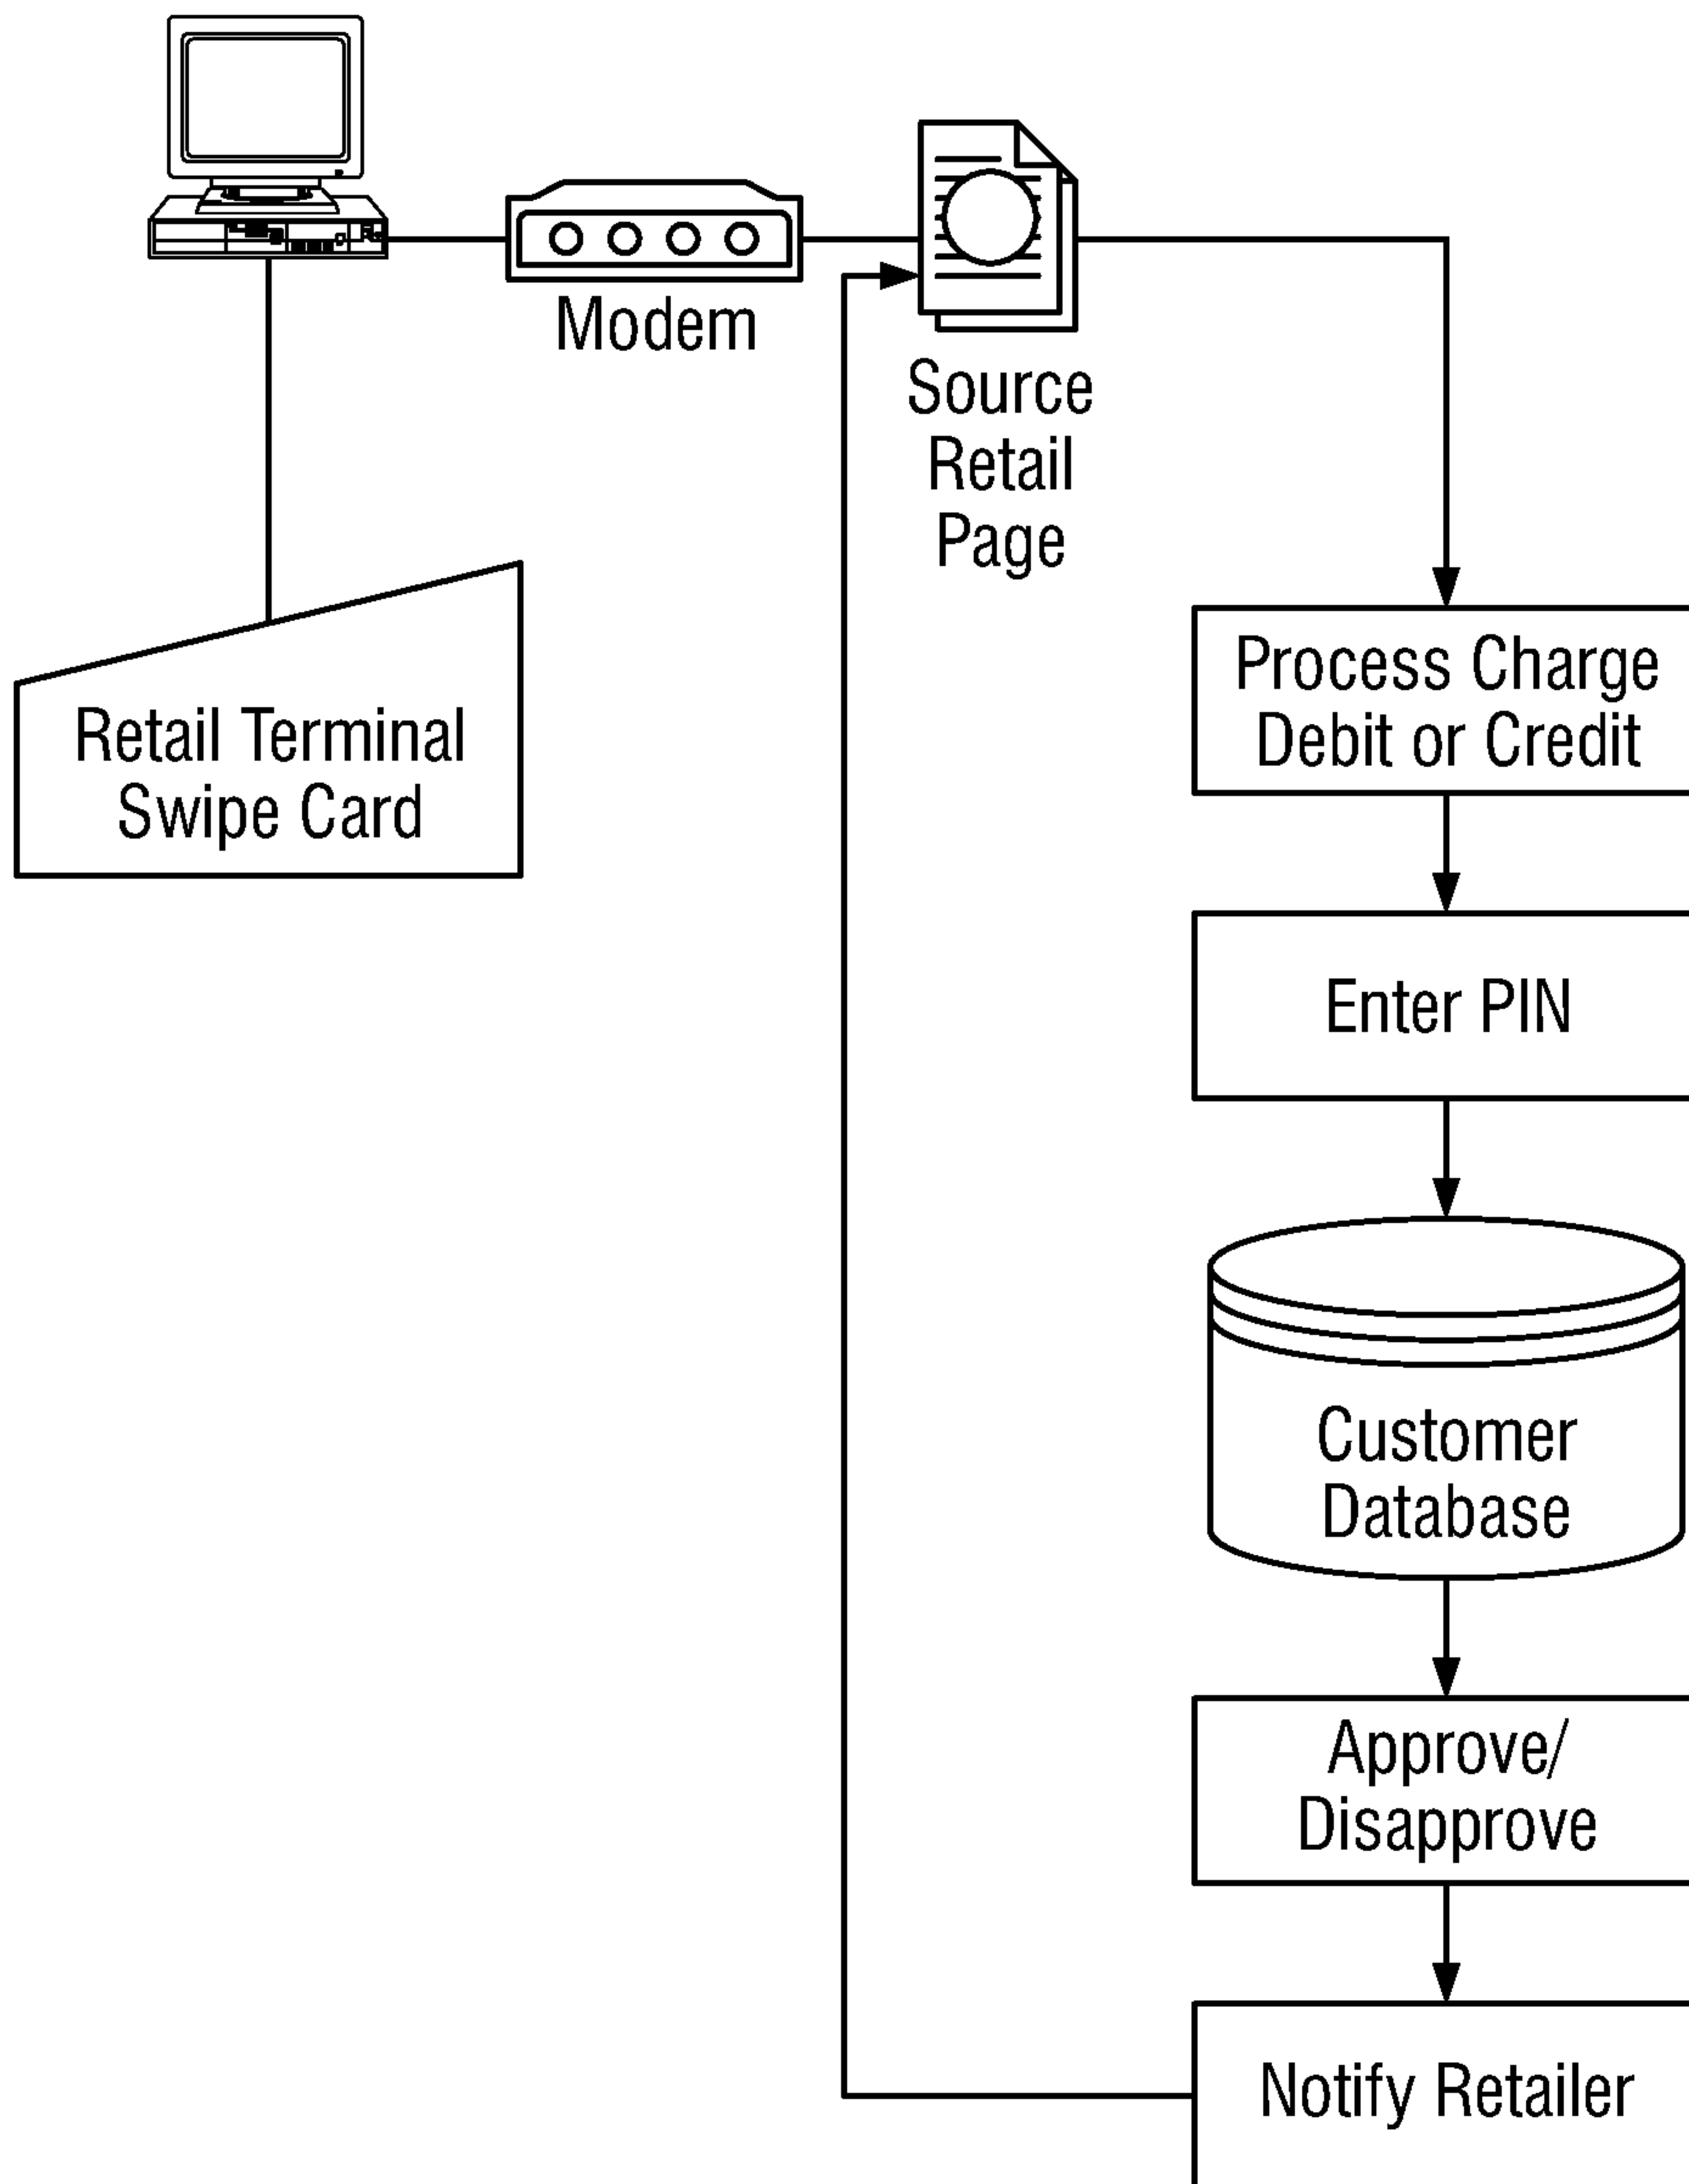 Modem
Source
Retail
Page
Retail Terminal
Swipe Card
Process Charge
Debit or Credit
Enter PIN
Customer
Database
Approve/
Disapprove
Notify Retailer